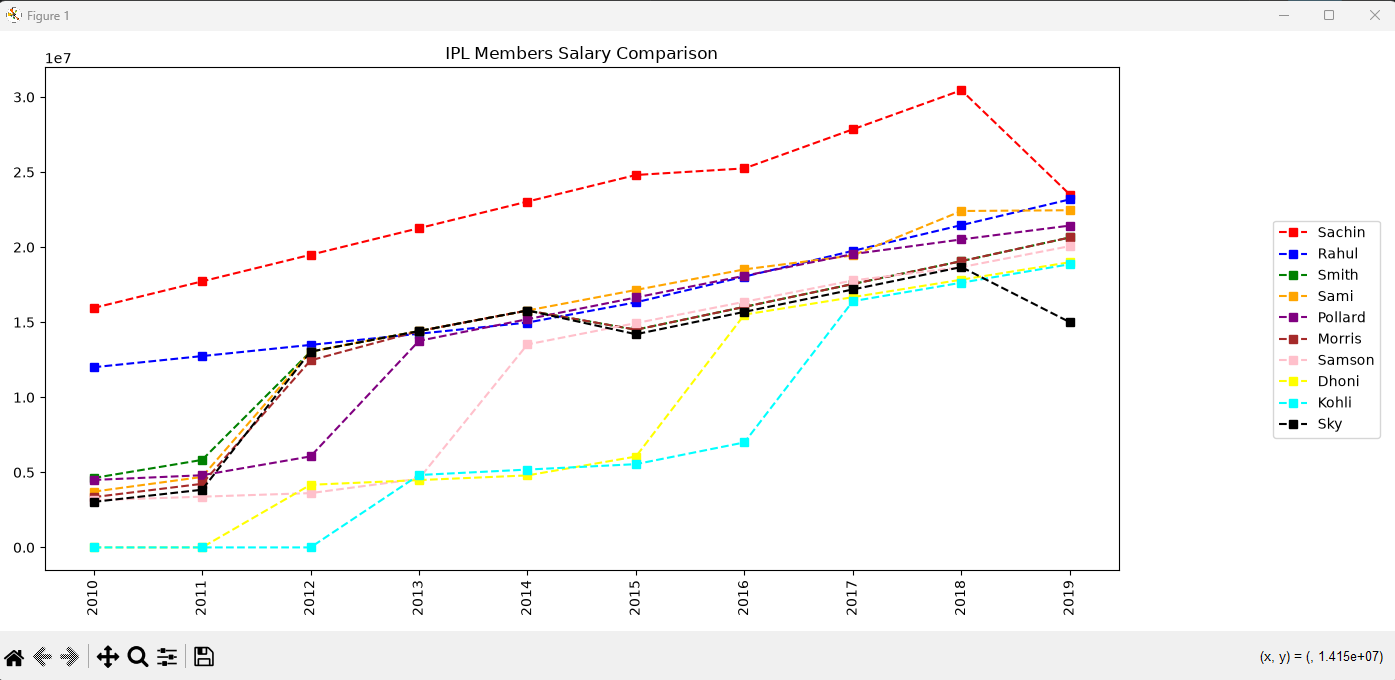 Figure 1
IPL Members Salary Comparison
1e7
3.0
2.5
2.0
1.5
1.0
0.5
0.0
2010
2011
2012
2013
2014
2015
2016
2017
2018
2019
Sachin
Rahul
Smith
Sami
Pollard
Morris
Samson
Dhoni
Kohli
Sky
(x, y) = (, 1.415e+07)